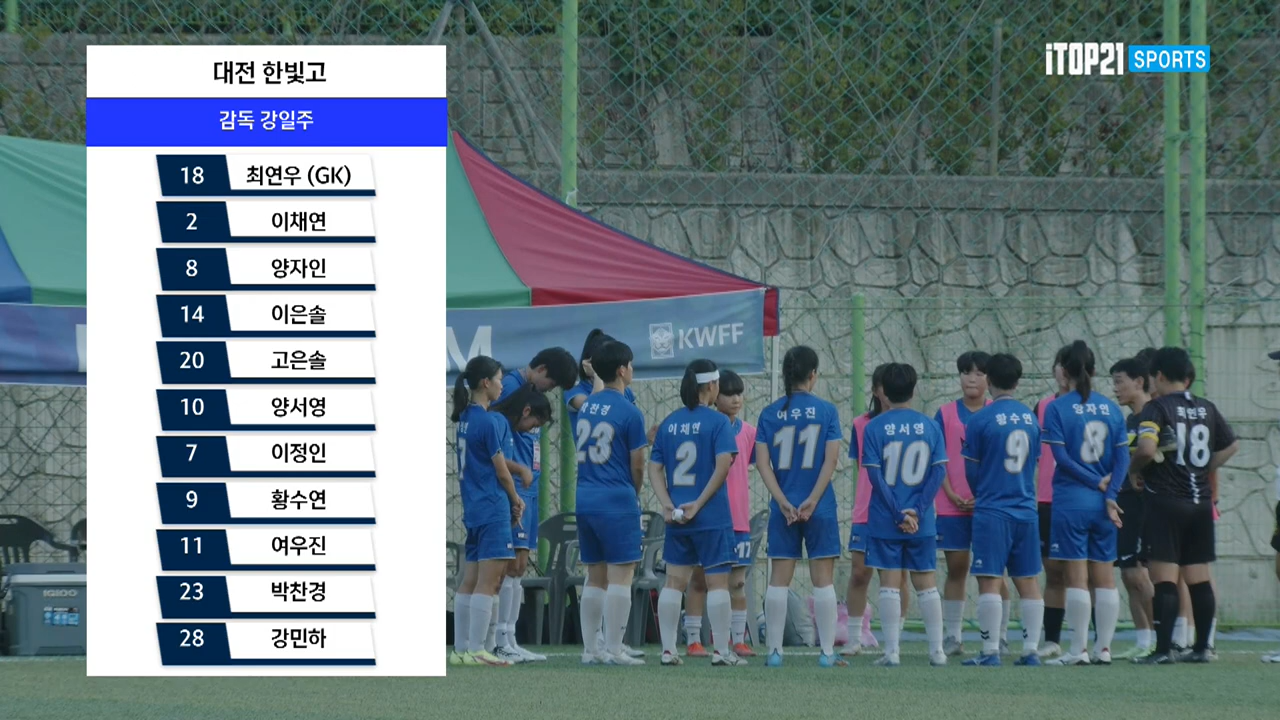 대전 한빛고
감독 강일주
18 최연우 (GK)
2 이채연
8 양자인
14 이은솔
20 고은솔
10 양서영
7 이정인
9 황수연
11 여우진
23 박찬경
28 강민하
iTOP21 SPORTS
KWFF
IGLOO
박찬경
23
이채연
2
여우진
11
양서영
10
황수연
9
양자인
8
최연우
18
17